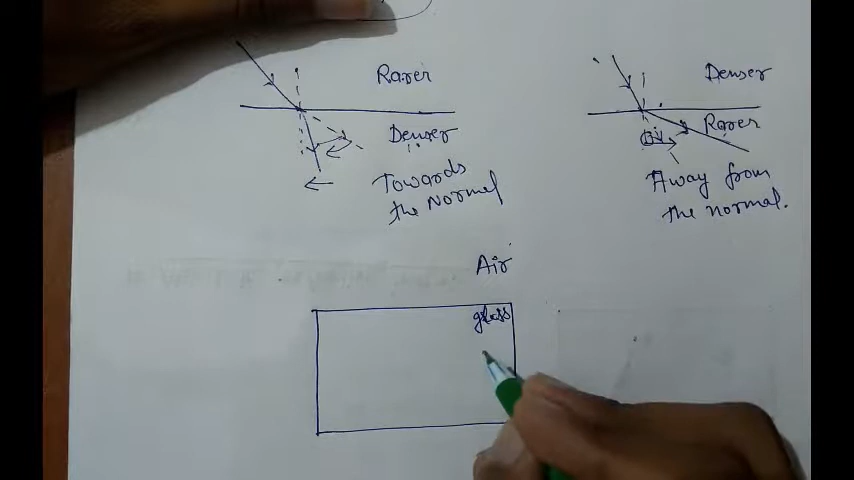 Rarer
Denser
Towards
the Normal
Denser
Rarer
Away from
the normal.
Air
glass